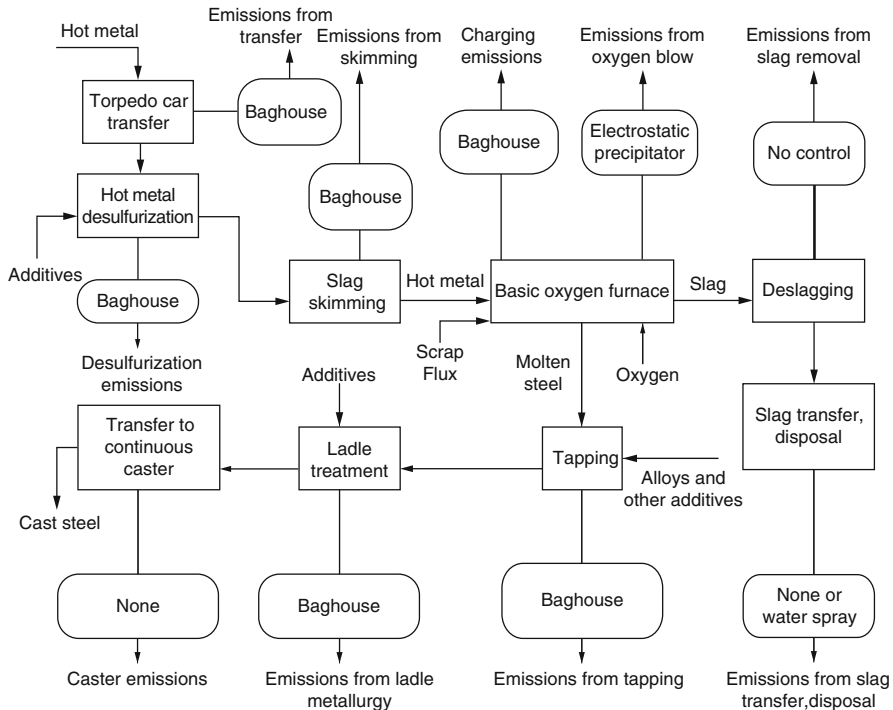 Hot metal
Emissions from
transfer
Emissions from
skimming
Charging
emissions
Emissions from
oxygen blow
Emissions from
slag removal
Torpedo car
transfer
Baghouse
Baghouse
Baghouse
Electrostatic
precipitator
No control
Hot metal
desulfurization
Additives
Baghouse
Desulfurization
emissions
Slag
skimming
Hot metal
Basic oxygen furnace
Slag
Deslagging
Scrap
Flux
Molten
steel
Oxygen
Additives
Transfer to
continuous
caster
Ladle
treatment
Tapping
Slag transfer,
disposal
Alloys and
other additives
Cast steel
None
Baghouse
Baghouse
None or
water spray
Caster emissions
Emissions from ladle
metallurgy
Emissions from tapping
Emissions from slag
transfer,disposal